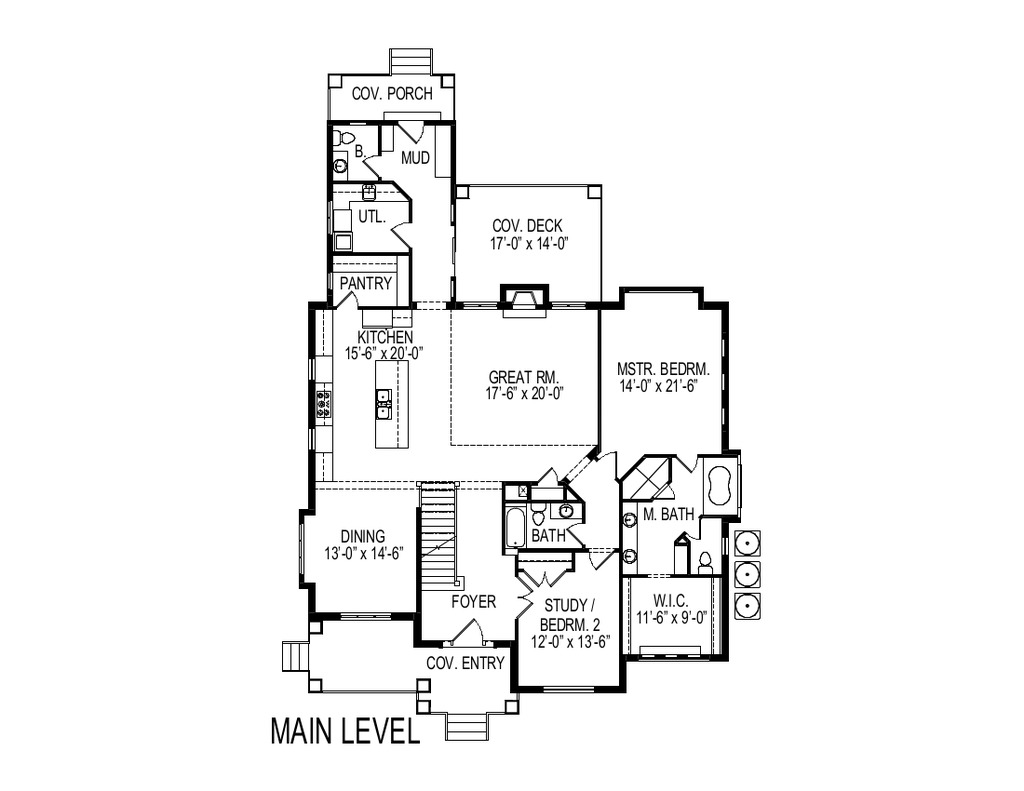 COV. PORCH
B.
MUD
UTL.
COV. DECK
17'-0" x 14'-0"
PANTRY
KITCHEN
15'-6" x 20'-0"
GREAT RM.
17'-6" x 20'-0"
MSTR. BEDRM.
14'-0" x 21'-6"
M. BATH
BATH
DINING
13'-0" x 14'-6"
FOYER
STUDY /
BEDRM. 2
12'-0" x 13'-6"
W.I.C.
11'-6" x 9'-0"
COV. ENTRY
MAIN LEVEL